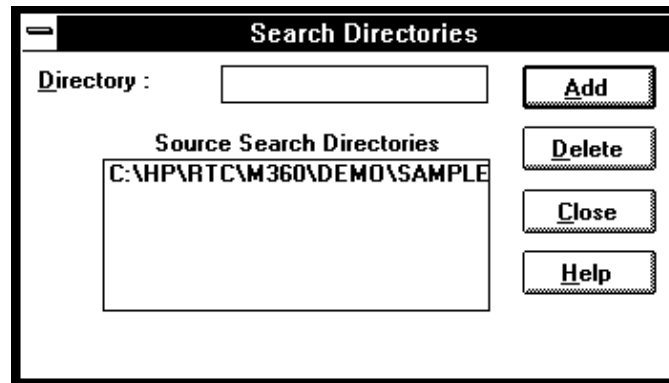 Search Directories
Directory :
Add
Source Search Directories
Delete
C:\HP\RTC\M360\DEMO\SAMPLE
Close
Help